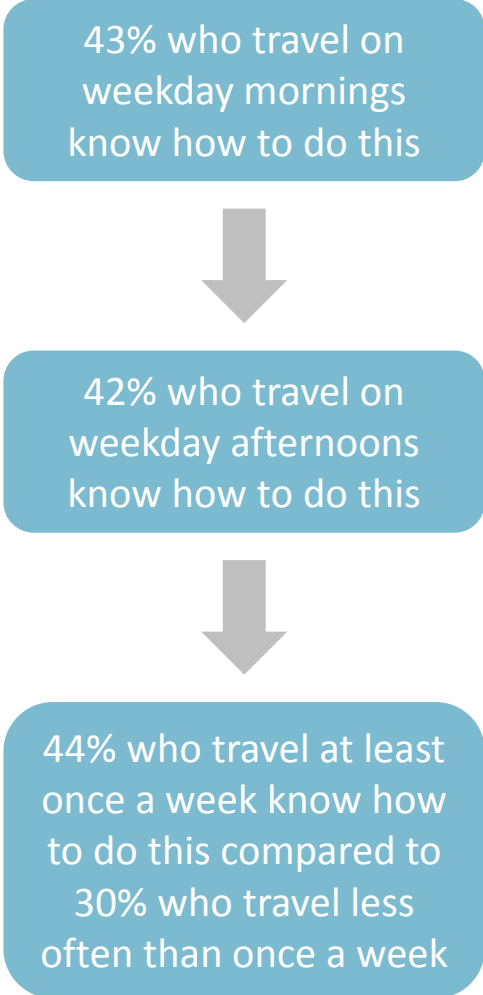 43% who travel on
weekday mornings
know how to do this
42% who travel on
weekday afternoons
know how to do this
44% who travel at least
once a week know how
to do this compared to
30% who travel less
often than once a week